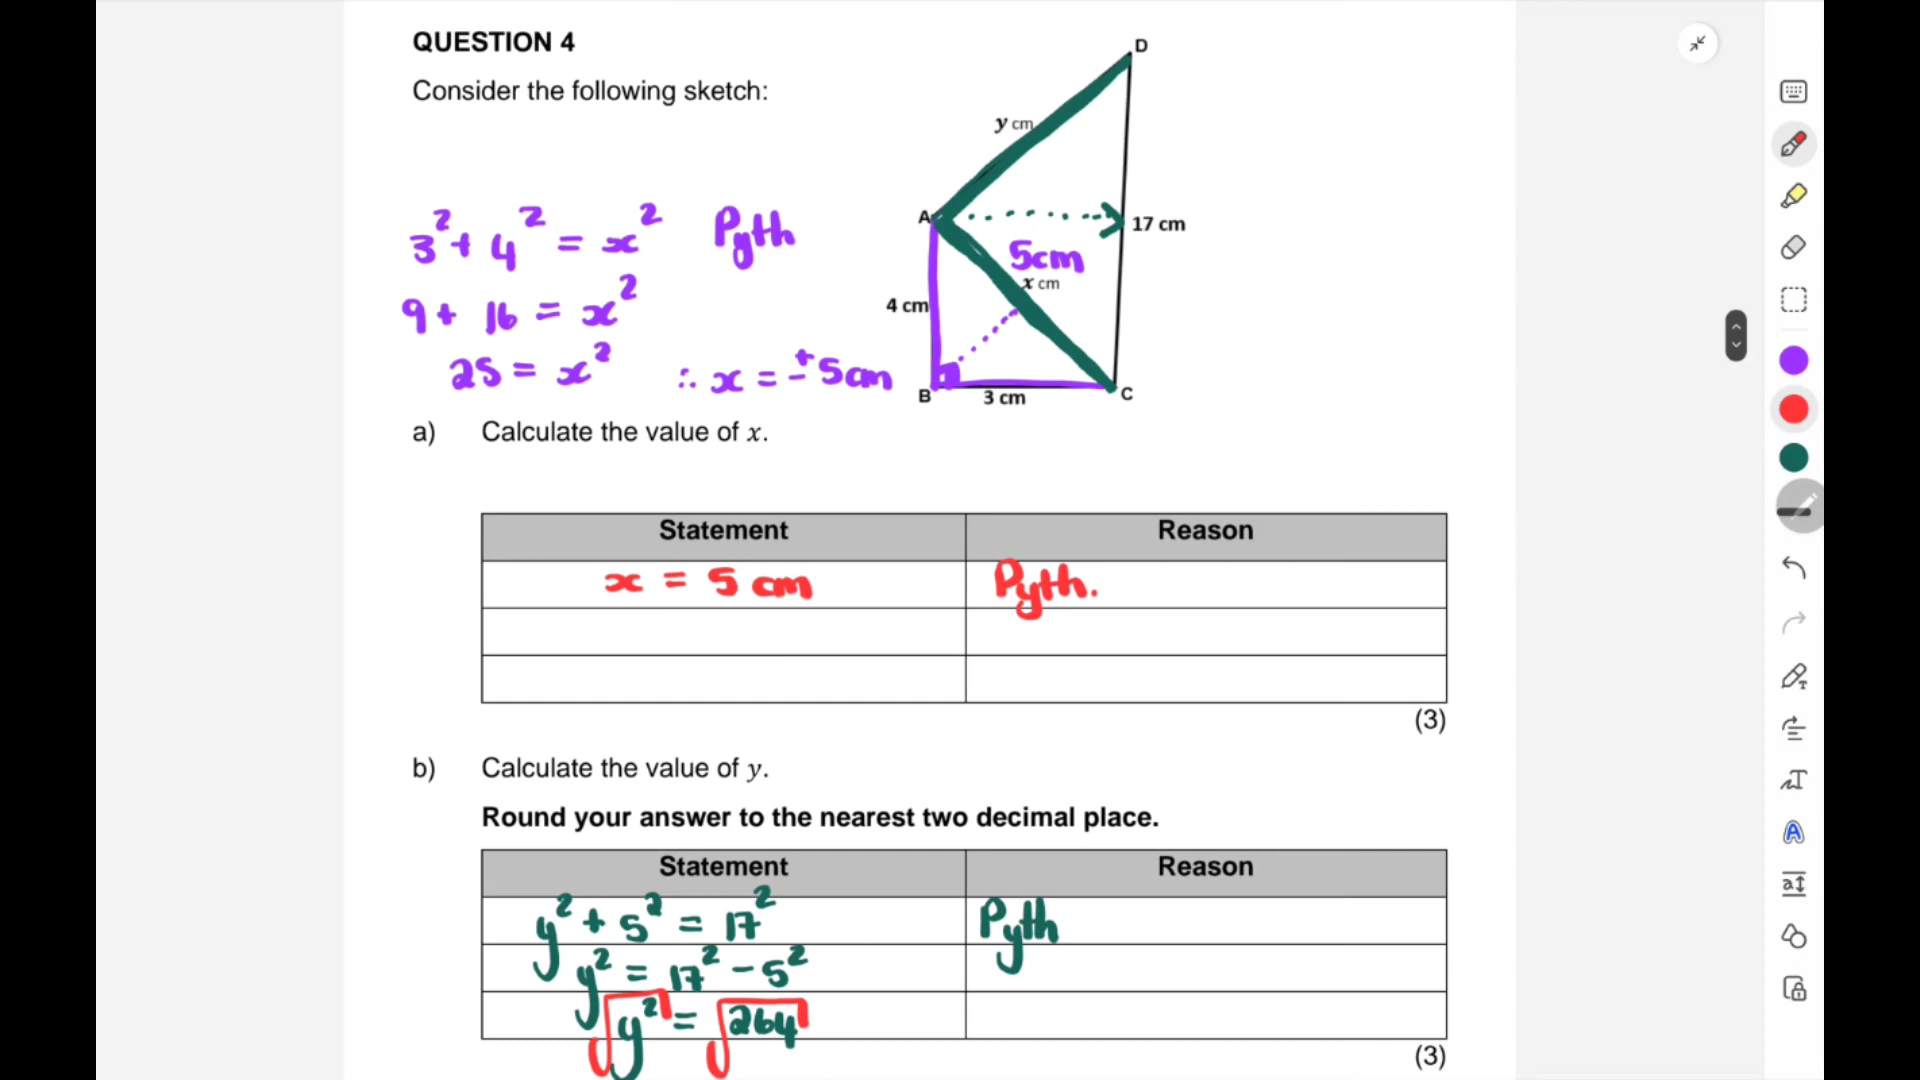 QUESTION 4
Consider the following sketch:
D
y cm
A
17 cm
5cm
x cm
4 cm
B
3 cm
C
3² + 4² = x² Pyth
9 + 16 = x²
25 = x² ∴ x = ±5cm
a) Calculate the value of x.
Statement Reason
x = 5 cm Pyth.
(3)
b) Calculate the value of y.
Round your answer to the nearest two decimal place.
Statement Reason
y² + 5² = 17² Pyth
y² = 17² - 5²
√y² = √264
(3)